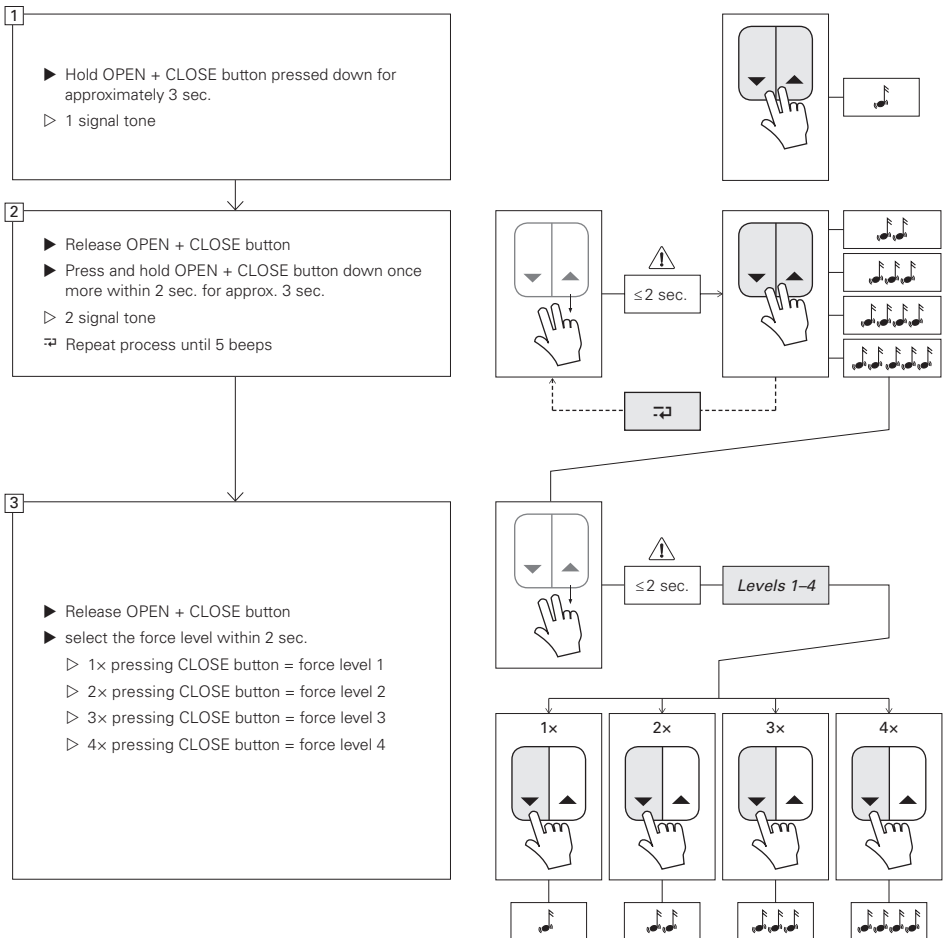 1
▶ Hold OPEN + CLOSE button pressed down for
approximately 3 sec.
▷ 1 signal tone
2
▶ Release OPEN + CLOSE button
▶ Press and hold OPEN + CLOSE button down once
more within 2 sec. for approx. 3 sec.
▷ 2 signal tone
Repeat process until 5 beeps
≤2 sec.
3
▶ Release OPEN + CLOSE button
▶ select the force level within 2 sec.
▷ 1× pressing CLOSE button = force level 1
▷ 2× pressing CLOSE button = force level 2
▷ 3× pressing CLOSE button = force level 3
▷ 4× pressing CLOSE button = force level 4
≤2 sec.
Levels 1–4
1×
2×
3×
4×